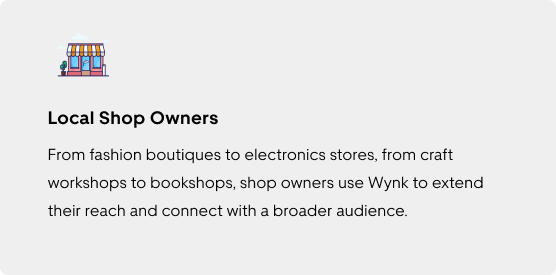 Local Shop Owners
From fashion boutiques to electronics stores, from craft
workshops to bookshops, shop owners use Wynk to extend
their reach and connect with a broader audience.